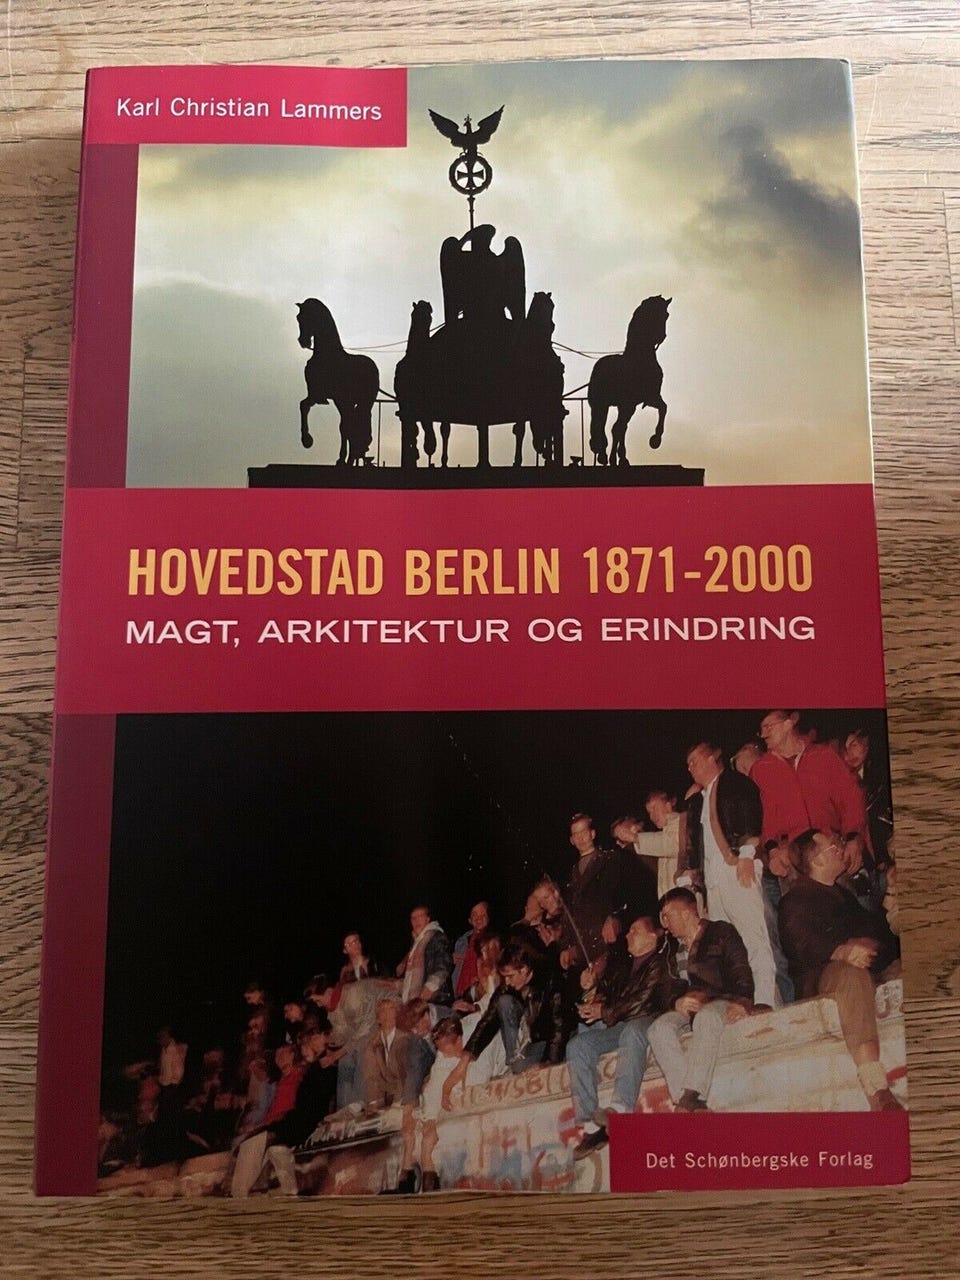 Karl Christian Lammers
HOVEDSTAD BERLIN 1871-2000
MAGT, ARKITEKTUR OG ERINDRING
Det Schønbergske Forlag